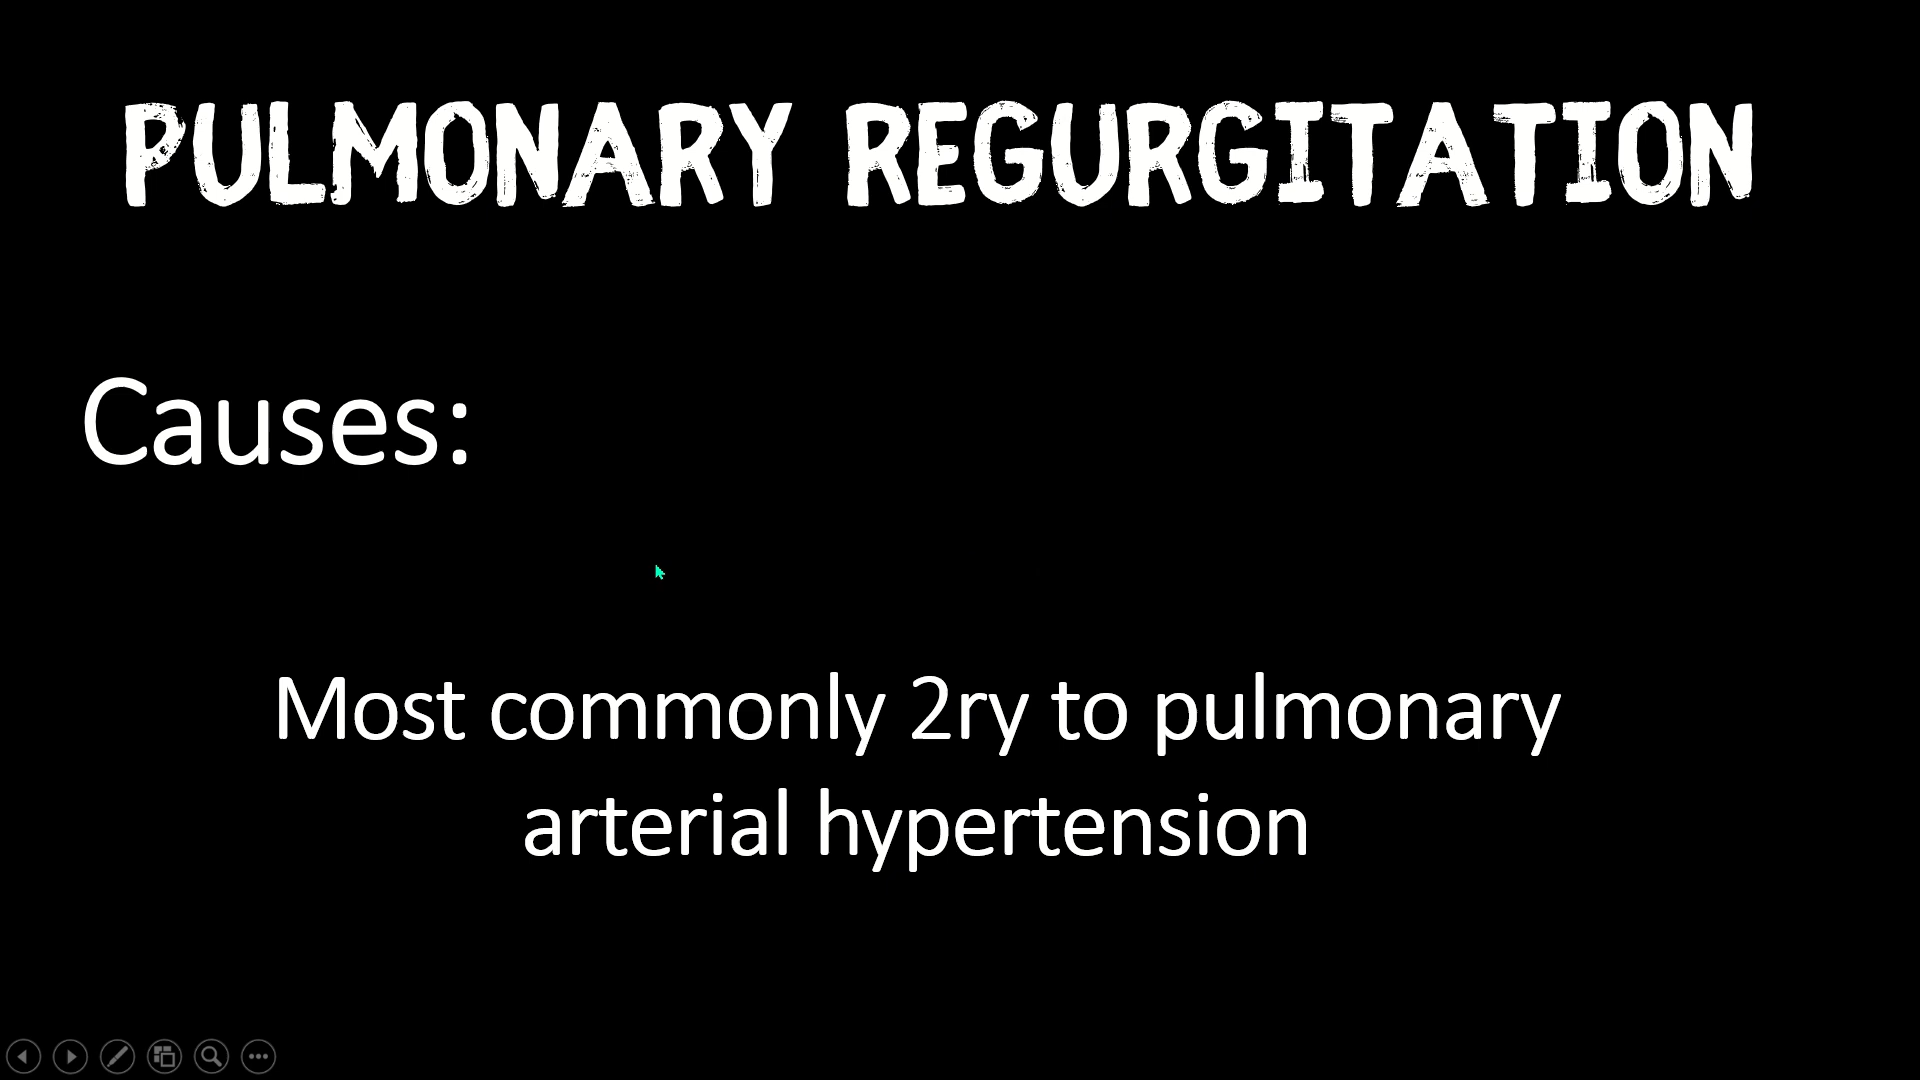 PULMONARY REGURGITATION
Causes:
Most commonly 2ry to pulmonary
arterial hypertension